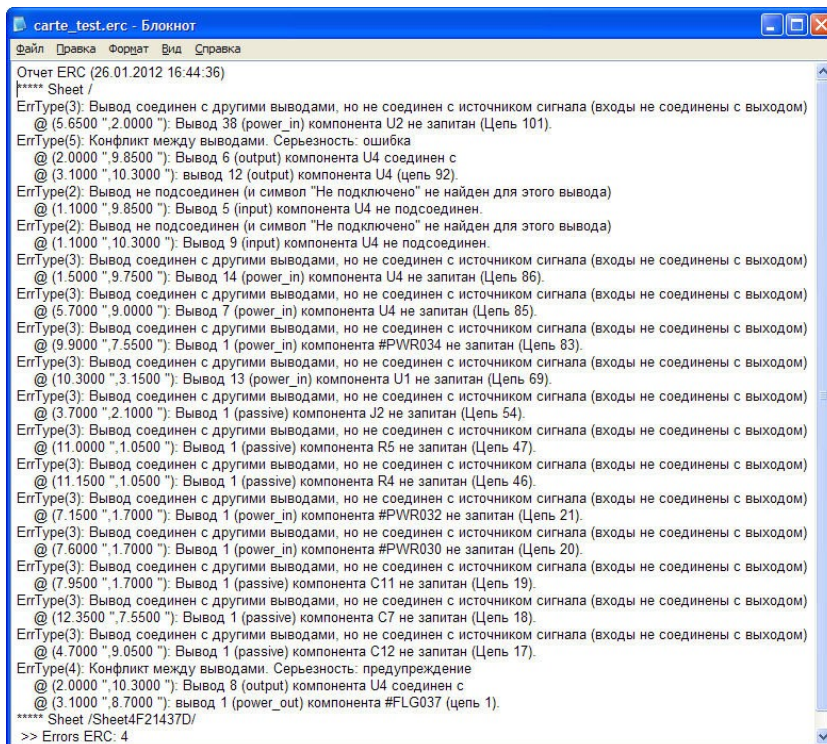 carte_test.erc - Блокнот
Файл Правка Формат Вид Справка
Отчет ERC (26.01.2012 16:44:36)
***** Sheet /
ErrType(3): Вывод соединен с другими выводами, но не соединен с источником сигнала (входы не соединены с выходом)
@ (5.6500 ",2.0000 "): Вывод 38 (power_in) компонента U2 не запитан (Цепь 101).
ErrType(5): Конфликт между выводами. Серьезность: ошибка
@ (2.0000 ",9.8500 "): Вывод 6 (output) компонента U4 соединен с
@ (3.1000 ",10.3000 "): вывод 12 (output) компонента U4 (цепь 92).
ErrType(2): Вывод не подсоединен (и символ "Не подключено" не найден для этого вывода)
@ (1.1000 ",9.8500 "): Вывод 5 (input) компонента U4 не подсоединен.
ErrType(2): Вывод не подсоединен (и символ "Не подключено" не найден для этого вывода)
@ (1.1000 ",10.3000 "): Вывод 9 (input) компонента U4 не подсоединен.
ErrType(3): Вывод соединен с другими выводами, но не соединен с источником сигнала (входы не соединены с выходом)
@ (1.5000 ",9.7500 "): Вывод 14 (power_in) компонента U4 не запитан (Цепь 86).
ErrType(3): Вывод соединен с другими выводами, но не соединен с источником сигнала (входы не соединены с выходом)
@ (5.7000 ",9.0000 "): Вывод 7 (power_in) компонента U4 не запитан (Цепь 85).
ErrType(3): Вывод соединен с другими выводами, но не соединен с источником сигнала (входы не соединены с выходом)
@ (9.9000 ",7.5500 "): Вывод 1 (power_in) компонента #PWR034 не запитан (Цепь 83).
ErrType(3): Вывод соединен с другими выводами, но не соединен с источником сигнала (входы не соединены с выходом)
@ (10.3000 ",3.1500 "): Вывод 13 (power_in) компонента U1 не запитан (Цепь 69).
ErrType(3): Вывод соединен с другими выводами, но не соединен с источником сигнала (входы не соединены с выходом)
@ (3.7000 ",2.1000 "): Вывод 1 (passive) компонента J2 не запитан (Цепь 54).
ErrType(3): Вывод соединен с другими выводами, но не соединен с источником сигнала (входы не соединены с выходом)
@ (11.0000 ",1.0500 "): Вывод 1 (passive) компонента R5 не запитан (Цепь 47).
ErrType(3): Вывод соединен с другими выводами, но не соединен с источником сигнала (входы не соединены с выходом)
@ (11.1500 ",1.0500 "): Вывод 1 (passive) компонента R4 не запитан (Цепь 46).
ErrType(3): Вывод соединен с другими выводами, но не соединен с источником сигнала (входы не соединены с выходом)
@ (7.1500 ",1.7000 "): Вывод 1 (power_in) компонента #PWR032 не запитан (Цепь 21).
ErrType(3): Вывод соединен с другими выводами, но не соединен с источником сигнала (входы не соединены с выходом)
@ (7.6000 ",1.7000 "): Вывод 1 (power_in) компонента #PWR030 не запитан (Цепь 20).
ErrType(3): Вывод соединен с другими выводами, но не соединен с источником сигнала (входы не соединены с выходом)
@ (7.9500 ",1.7000 "): Вывод 1 (passive) компонента C11 не запитан (Цепь 19).
ErrType(3): Вывод соединен с другими выводами, но не соединен с источником сигнала (входы не соединены с выходом)
@ (12.3500 ",7.5500 "): Вывод 1 (passive) компонента C7 не запитан (Цепь 18).
ErrType(3): Вывод соединен с другими выводами, но не соединен с источником сигнала (входы не соединены с выходом)
@ (4.7000 ",9.0500 "): Вывод 1 (passive) компонента C12 не запитан (Цепь 17).
ErrType(4): Конфликт между выводами. Серьезность: предупреждение
@ (2.0000 ",10.3000 "): Вывод 8 (output) компонента U4 соединен с
@ (3.1000 ",8.7000 "): вывод 1 (power_out) компонента #FLG037 (цепь 1).
***** Sheet /Sheet4F21437D/
>> Errors ERC: 4